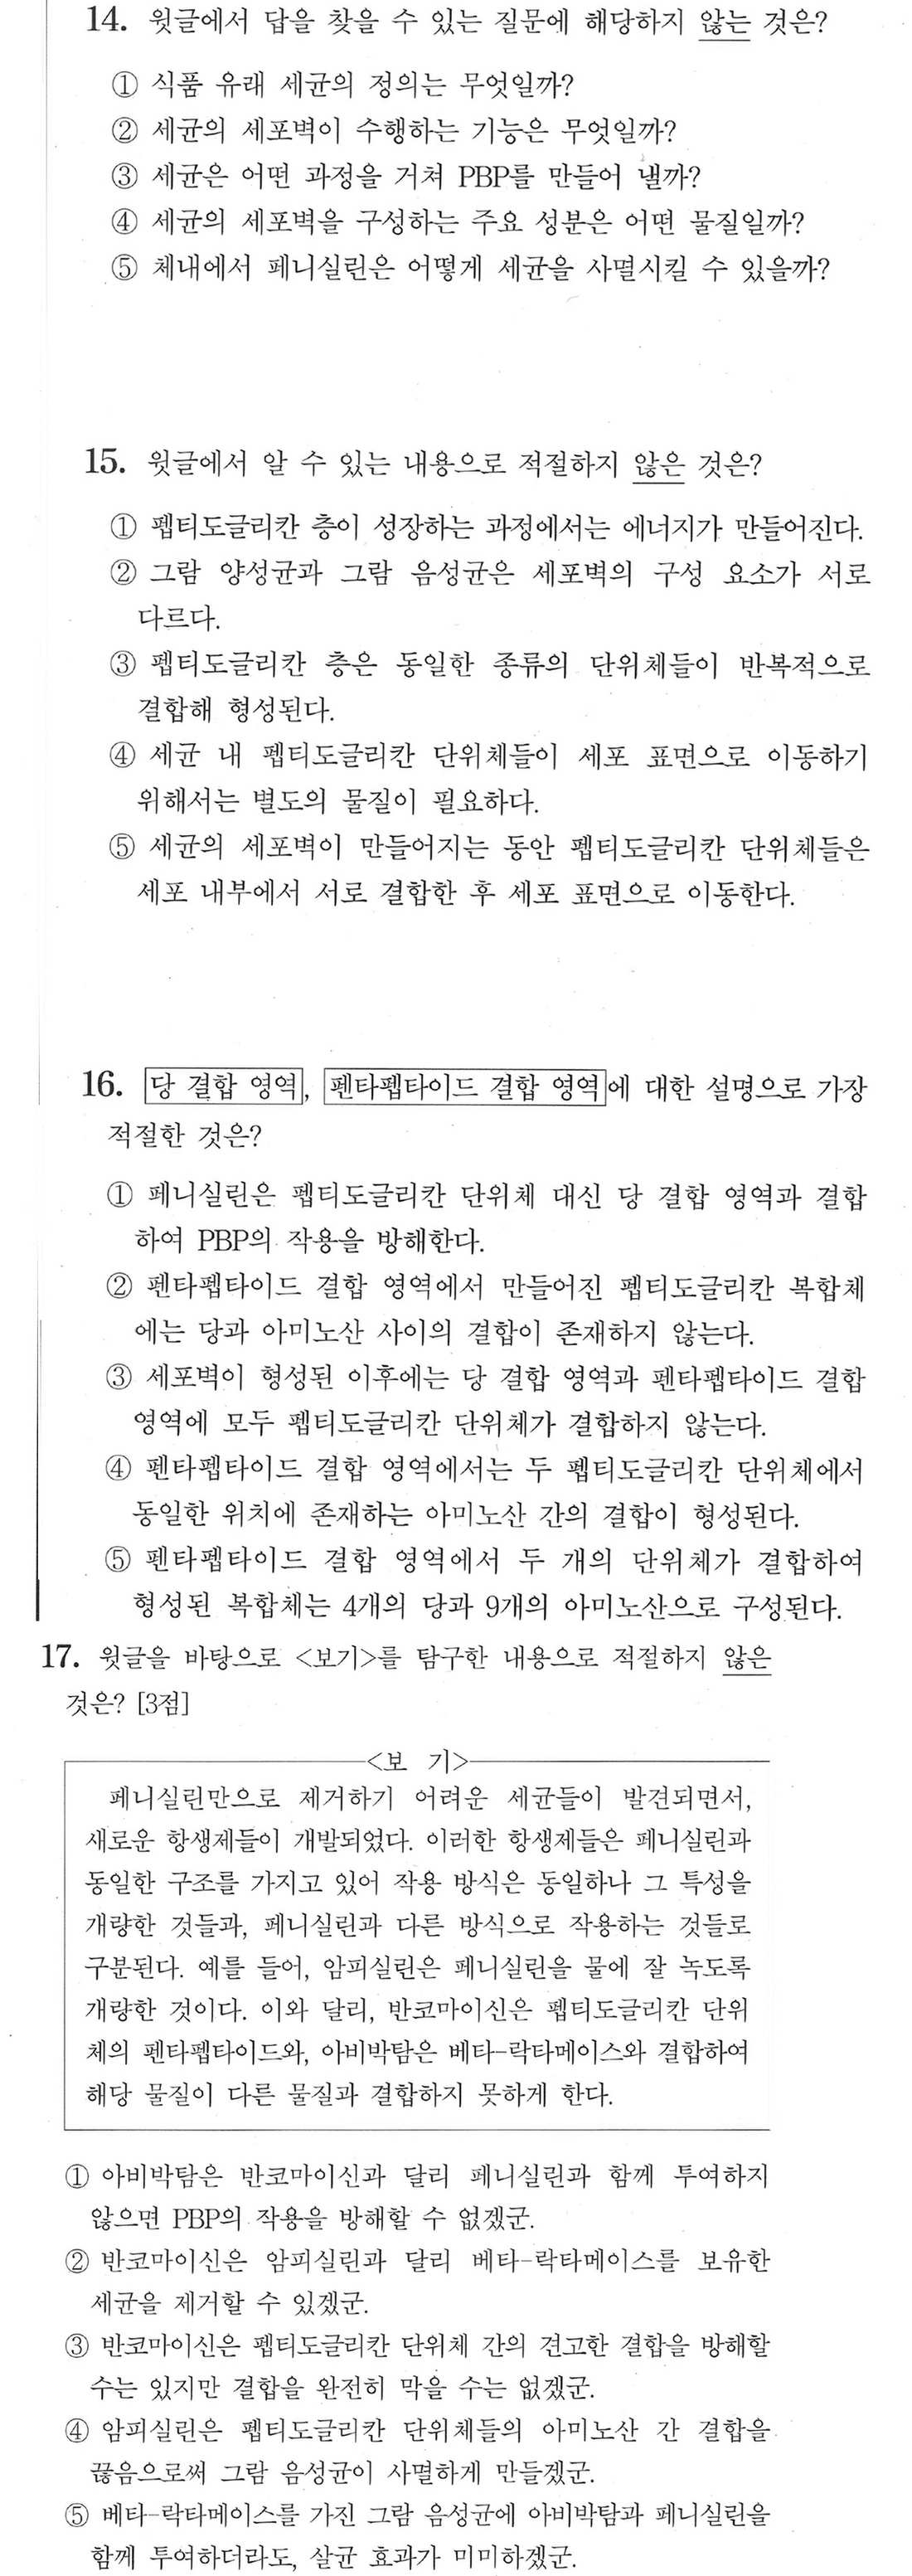 14. 윗글에서 답을 찾을 수 있는 질문에 해당하지 않는 것은?
① 식품 유래 세균의 정의는 무엇일까?
② 세균의 세포벽이 수행하는 기능은 무엇일까?
③ 세균은 어떤 과정을 거쳐 PBP를 만들어 낼까?
④ 세균의 세포벽을 구성하는 주요 성분은 어떤 물질일까?
⑤ 체내에서 페니실린은 어떻게 세균을 사멸시킬 수 있을까?
15. 윗글에서 알 수 있는 내용으로 적절하지 않은 것은?
① 펩티도글리칸 층이 성장하는 과정에서는 에너지가 만들어진다.
② 그람 양성균과 그람 음성균은 세포벽의 구성 요소가 서로
다르다.
③ 펩티도글리칸 층은 동일한 종류의 단위체들이 반복적으로
결합해 형성된다.
④ 세균 내 펩티도글리칸 단위체들이 세포 표면으로 이동하기
위해서는 별도의 물질이 필요하다.
⑤ 세균의 세포벽이 만들어지는 동안 펩티도글리칸 단위체들은
세포 내부에서 서로 결합한 후 세포 표면으로 이동한다.
16. 당 결합 영역, 펜타펩타이드 결합 영역에 대한 설명으로 가장
적절한 것은?
① 페니실린은 펩티도글리칸 단위체 대신 당 결합 영역과 결합
하여 PBP의 작용을 방해한다.
② 펜타펩타이드 결합 영역에서 만들어진 펩티도글리칸 복합체
에는 당과 아미노산 사이의 결합이 존재하지 않는다.
③ 세포벽이 형성된 이후에는 당 결합 영역과 펜타펩타이드 결합
영역에 모두 펩티도글리칸 단위체가 결합하지 않는다.
④ 펜타펩타이드 결합 영역에서는 두 펩티도글리칸 단위체에서
동일한 위치에 존재하는 아미노산 간의 결합이 형성된다.
⑤ 펜타펩타이드 결합 영역에서 두 개의 단위체가 결합하여
형성된 복합체는 4개의 당과 9개의 아미노산으로 구성된다.
17. 윗글을 바탕으로 <보기>를 탐구한 내용으로 적절하지 않은
것은? [3점]
<보 기>
페니실린만으로 제거하기 어려운 세균들이 발견되면서,
새로운 항생제들이 개발되었다. 이러한 항생제들은 페니실린과
동일한 구조를 가지고 있어 작용 방식은 동일하나 그 특성을
개량한 것들과, 페니실린과 다른 방식으로 작용하는 것들로
구분된다. 예를 들어, 암피실린은 페니실린을 물에 잘 녹도록
개량한 것이다. 이와 달리, 반코마이신은 펩티도글리칸 단위
체의 펜타펩타이드와, 아비박탐은 베타-락타메이스와 결합하여
해당 물질이 다른 물질과 결합하지 못하게 한다.
① 아비박탐은 반코마이신과 달리 페니실린과 함께 투여하지
않으면 PBP의 작용을 방해할 수 없겠군.
② 반코마이신은 암피실린과 달리 베타-락타메이스를 보유한
세균을 제거할 수 있겠군.
③ 반코마이신은 펩티도글리칸 단위체 간의 견고한 결합을 방해할
수는 있지만 결합을 완전히 막을 수는 없겠군.
④ 암피실린은 펩티도글리칸 단위체들의 아미노산 간 결합을
끊음으로써 그람 음성균이 사멸하게 만들겠군.
⑤ 베타-락타메이스를 가진 그람 음성균에 아비박탐과 페니실린을
함께 투여하더라도, 살균 효과가 미미하겠군.